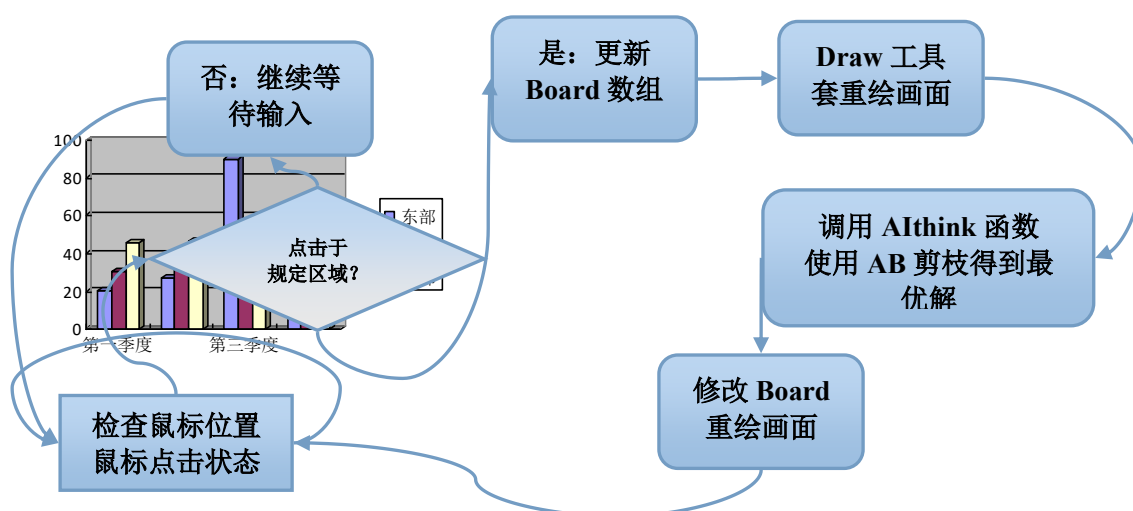 否：继续等
待输入
是：更新
Board 数组
Draw 工具
套重绘画面
100
80
60
40
20
0
东部
点击于
规定区域？
第一季度
第三季度
调用 AIthink 函数
使用 AB 剪枝得到最
优解
修改 Board
重绘画面
检查鼠标位置
鼠标点击状态